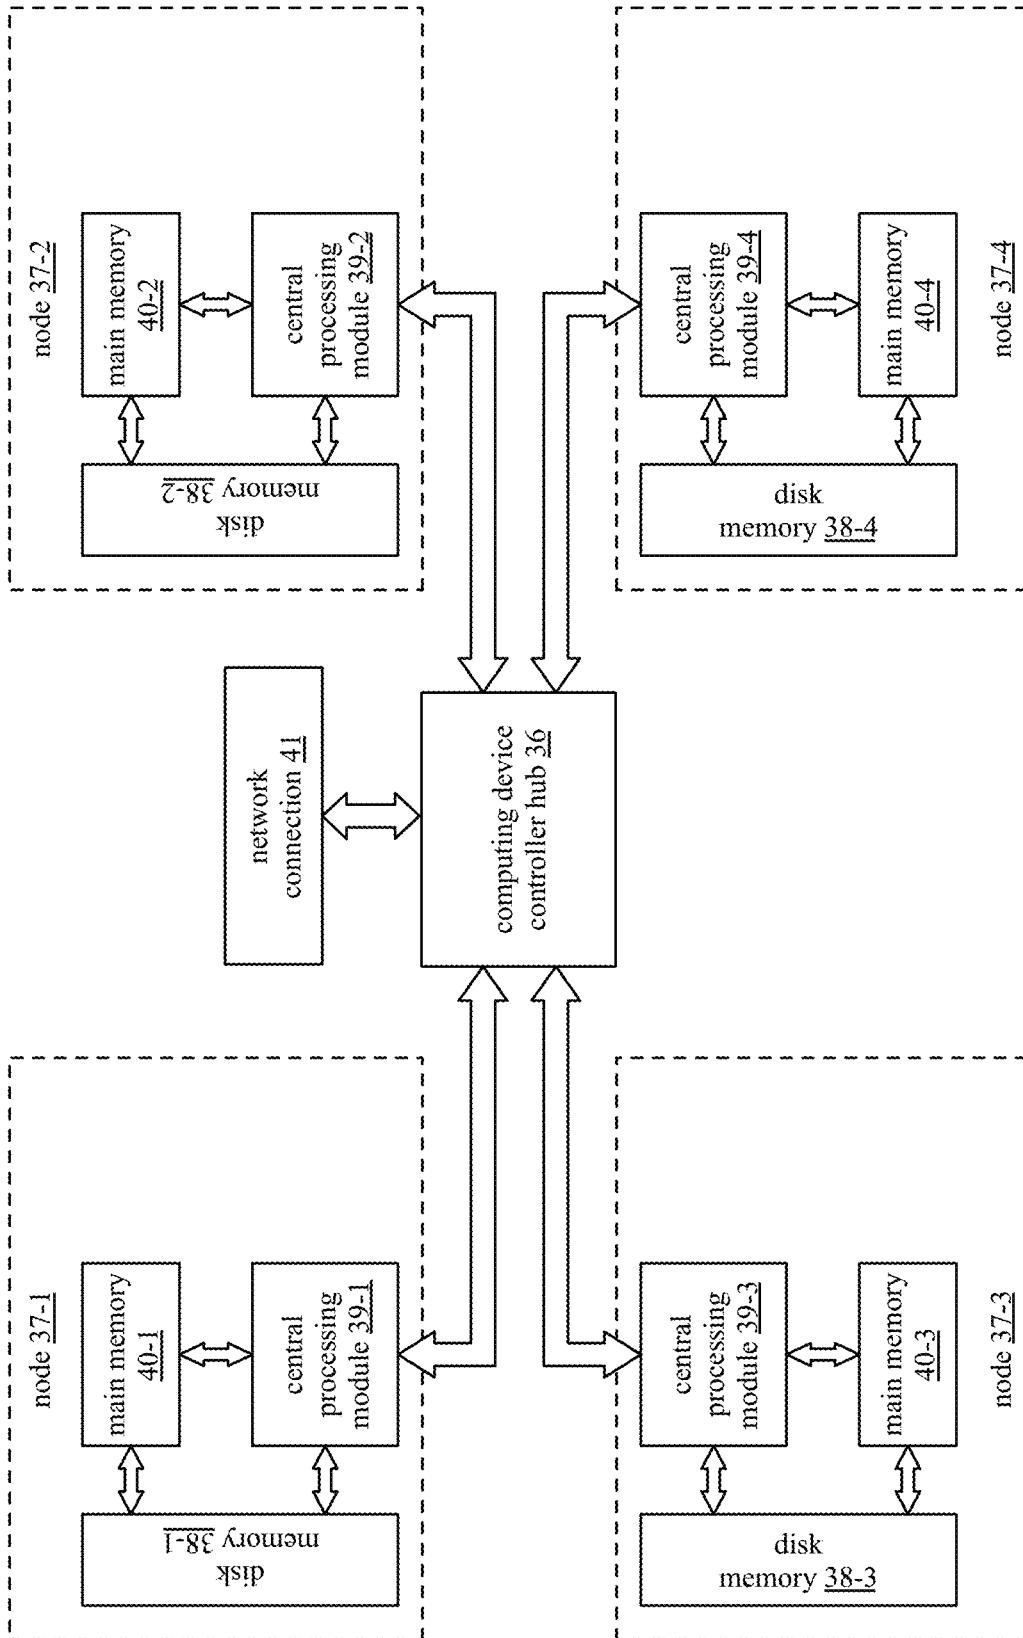 node 37-1
main memory
40-1
central
processing
module 39-1
disk
memory 38-1
node 37-2
main memory
40-2
central
processing
module 39-2
disk
memory 38-2
network
connection 41
computing device
controller hub 36
central
processing
module 39-3
disk
memory 38-3
main memory
40-3
node 37-3
central
processing
module 39-4
disk
memory 38-4
main memory
40-4
node 37-4